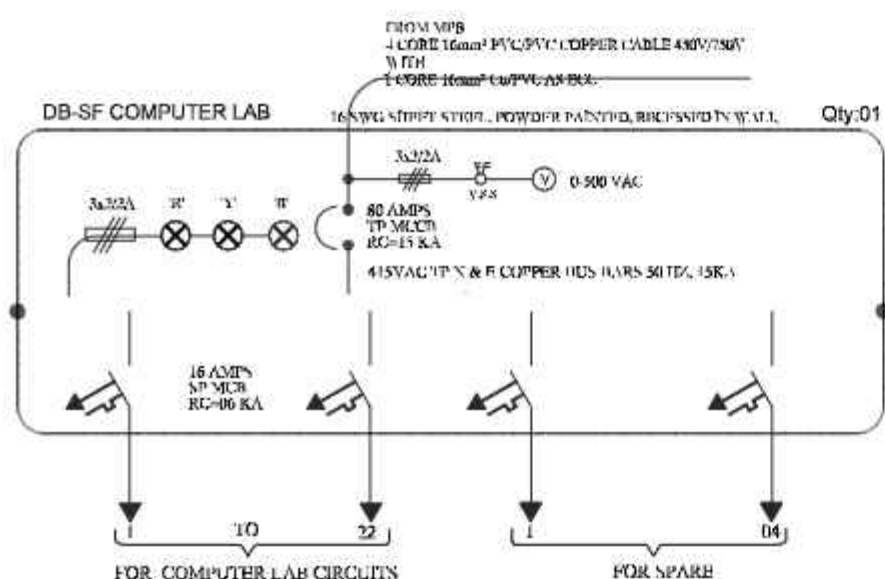 FROM MPB
4 CORE 16mm² PVC/PVC COPPER CABLE 450V/750V
WITH
1 CORE 16mm² Cu/PVC AS ECC
DB-SF COMPUTER LAB
16 SWG SHEET STEEL, POWDER PAINTED, RECESSED IN WALL
Qty:01
3x2/2A
V.S.S
V
0-500 VAC
3x2/2A
'R'
'Y'
'B'
80 AMPS
TP MCCB
RC=15 KA
415VAC TP N & E COPPER BUS BARS 50 HZ, 15KA
16 AMPS
SP MCB
RC=06 KA
1
TO
22
1
04
FOR COMPUTER LAB CIRCUITS
FOR SPARE